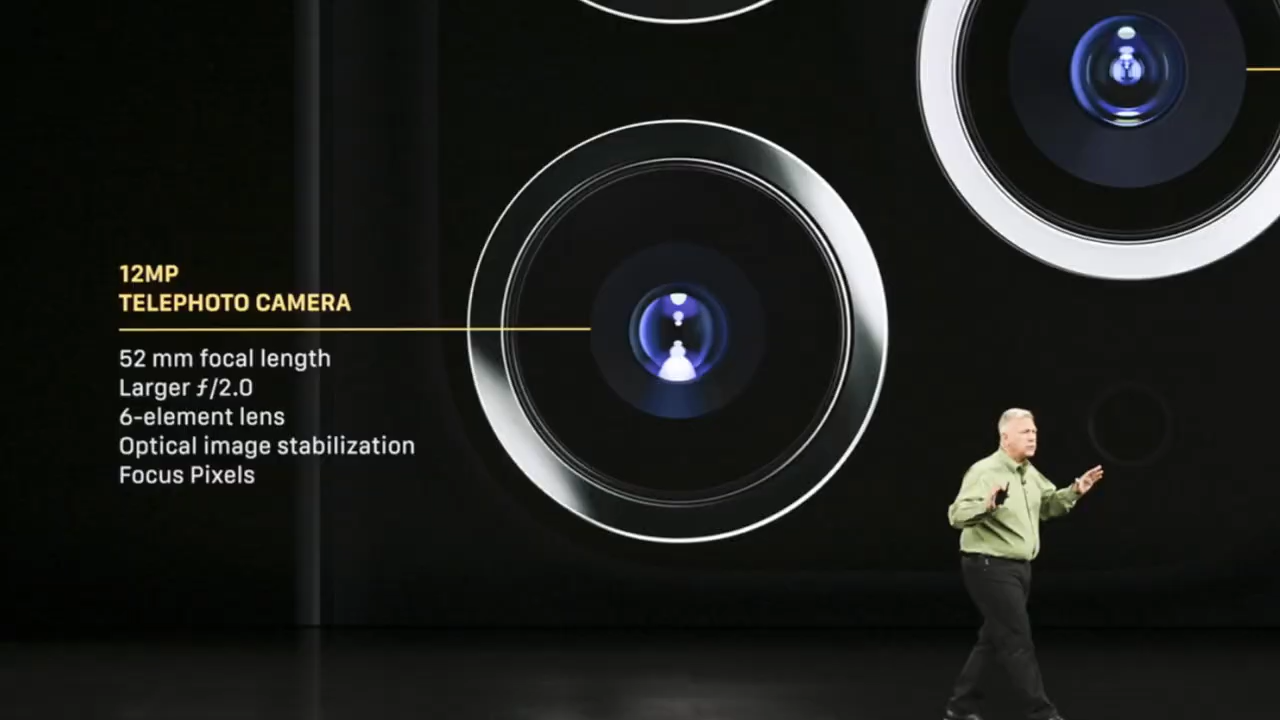 12MP
TELEPHOTO CAMERA
52 mm focal length
Larger ƒ/2.0
6-element lens
Optical image stabilization
Focus Pixels